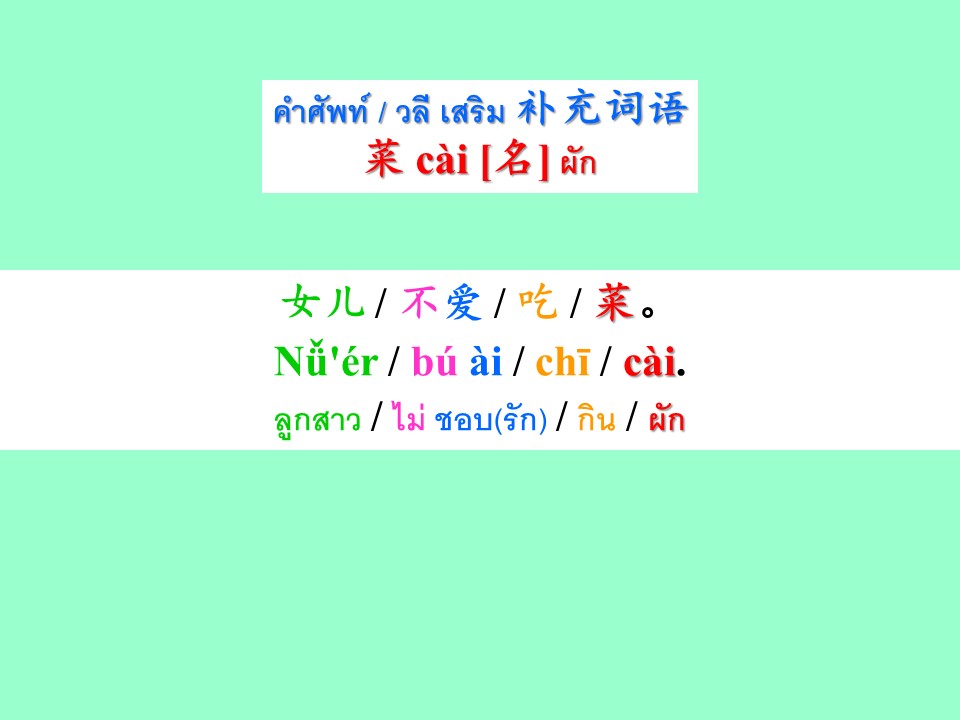 คำศัพท์ / วลี เสริม 补充词语
菜 cài [名] ผัก
女儿 / 不爱 / 吃 / 菜。
Nǚ'ér / bú ài / chī / cài.
ลูกสาว / ไม่ ชอบ(รัก) / กิน / ผัก